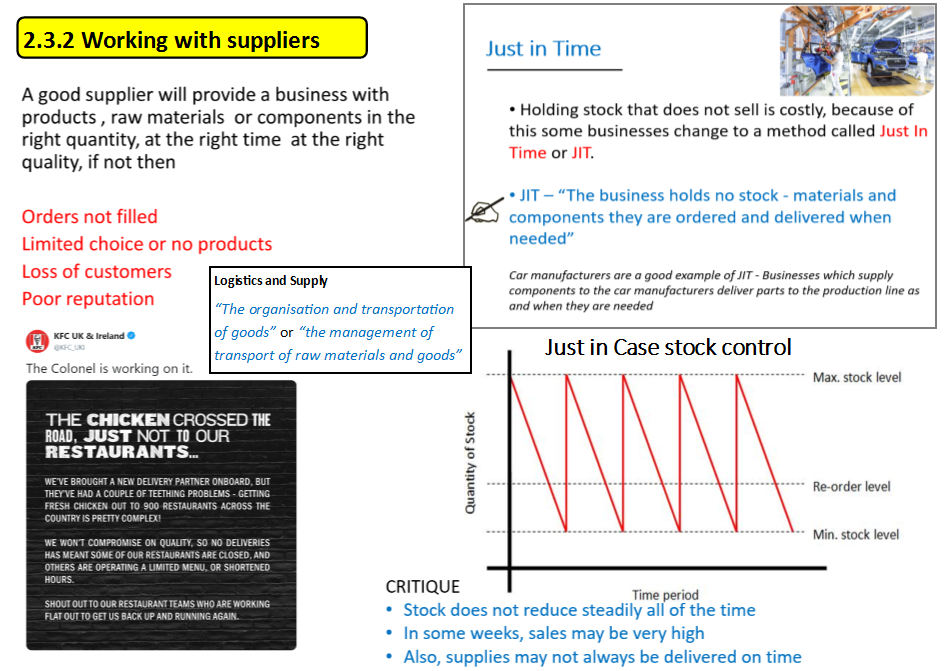 2.3.2 Working with suppliers
A good supplier will provide a business with
products , raw materials  or components in the
right quantity, at the right time  at the right
quality, if not then
Orders not filled
Limited choice or no products
Loss of customers
Poor reputation
Logistics and Supply
“The organisation and transportation
of goods” or “the management of
transport of raw materials and goods”
KFC UK & Ireland
@KFC_UKI
The Colonel is working on it.
THE CHICKEN CROSSED THE
ROAD, JUST NOT TO OUR
RESTAURANTS...
WE'VE BROUGHT A NEW DELIVERY PARTNER ONBOARD, BUT
THEY'VE HAD A COUPLE OF TEETHING PROBLEMS - GETTING
FRESH CHICKEN OUT TO 900 RESTAURANTS ACROSS THE
COUNTRY IS PRETTY COMPLEX!
WE WON'T COMPROMISE ON QUALITY, SO NO DELIVERIES
HAS MEANT SOME OF OUR RESTAURANTS ARE CLOSED, AND
OTHERS ARE OPERATING A LIMITED MENU, OR SHORTENED
HOURS.
SHOUT OUT TO OUR RESTAURANT TEAMS WHO ARE WORKING
FLAT OUT TO GET US BACK UP AND RUNNING AGAIN.
Just in Time
• Holding stock that does not sell is costly, because of
this some businesses change to a method called Just In
Time or JIT.
• JIT – “The business holds no stock - materials and
components they are ordered and delivered when
needed”
Car manufacturers are a good example of JIT - Businesses which supply
components to the car manufacturers deliver parts to the production line as
and when they are needed
Just in Case stock control
Max. stock level
Quantity of Stock
Re-order level
Min. stock level
Time period
CRITIQUE
• Stock does not reduce steadily all of the time
• In some weeks, sales may be very high
• Also, supplies may not always be delivered on time